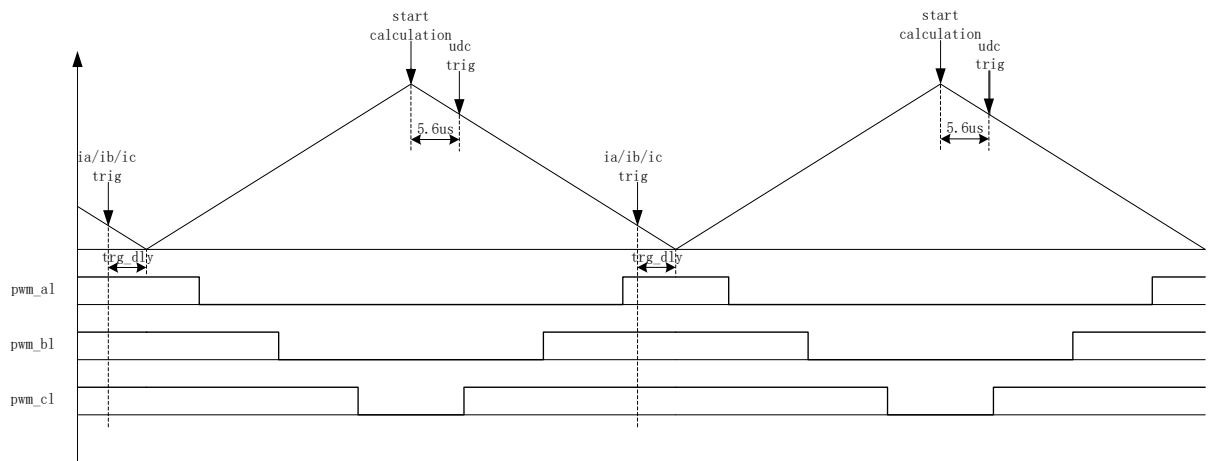 start
calculation
udc
trig
5.6us
ia/ib/ic
trig
trg_dly
ia/ib/ic
trig
trg_dly
start
calculation
udc
trig
5.6us
pwm_al
pwm_bl
pwm_cl